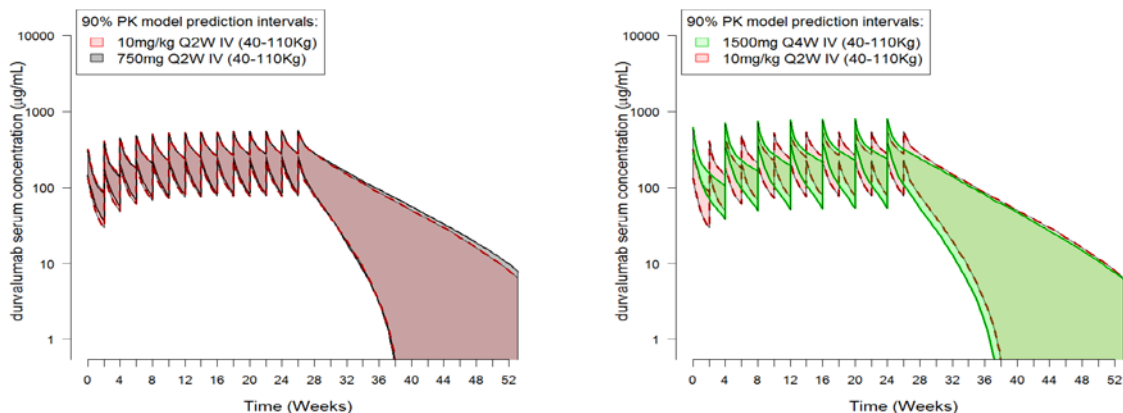 90% PK model prediction intervals:
10mg/kg Q2W IV (40-110Kg)
750mg Q2W IV (40-110Kg)
durvalumab serum concentration (µg/mL)
10000
1000
100
10
1
0 4 8 12 16 20 24 28 32 36 40 44 48 52
Time (Weeks)
90% PK model prediction intervals:
1500mg Q4W IV (40-110Kg)
10mg/kg Q2W IV (40-110Kg)
durvalumab serum concentration (µg/mL)
10000
1000
100
10
1
0 4 8 12 16 20 24 28 32 36 40 44 48 52
Time (Weeks)